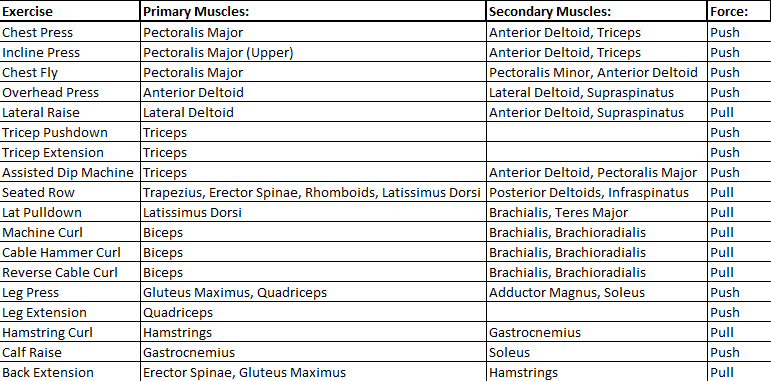 Exercise Primary Muscles: Secondary Muscles: Force:
Chest Press Pectoralis Major Anterior Deltoid, Triceps Push
Incline Press Pectoralis Major (Upper) Anterior Deltoid, Triceps Push
Chest Fly Pectoralis Major Pectoralis Minor, Anterior Deltoid Push
Overhead Press Anterior Deltoid Lateral Deltoid, Supraspinatus Push
Lateral Raise Lateral Deltoid Anterior Deltoid, Supraspinatus Pull
Tricep Pushdown Triceps Push
Tricep Extension Triceps Push
Assisted Dip Machine Triceps Anterior Deltoid, Pectoralis Major Push
Seated Row Trapezius, Erector Spinae, Rhomboids, Latissimus Dorsi Posterior Deltoids, Infraspinatus Pull
Lat Pulldown Latissimus Dorsi Brachialis, Teres Major Pull
Machine Curl Biceps Brachialis, Brachioradialis Pull
Cable Hammer Curl Biceps Brachialis, Brachioradialis Pull
Reverse Cable Curl Biceps Brachialis, Brachioradialis Pull
Leg Press Gluteus Maximus, Quadriceps Adductor Magnus, Soleus Push
Leg Extension Quadriceps Push
Hamstring Curl Hamstrings Gastrocnemius Pull
Calf Raise Gastrocnemius Soleus Push
Back Extension Erector Spinae, Gluteus Maximus Hamstrings Pull